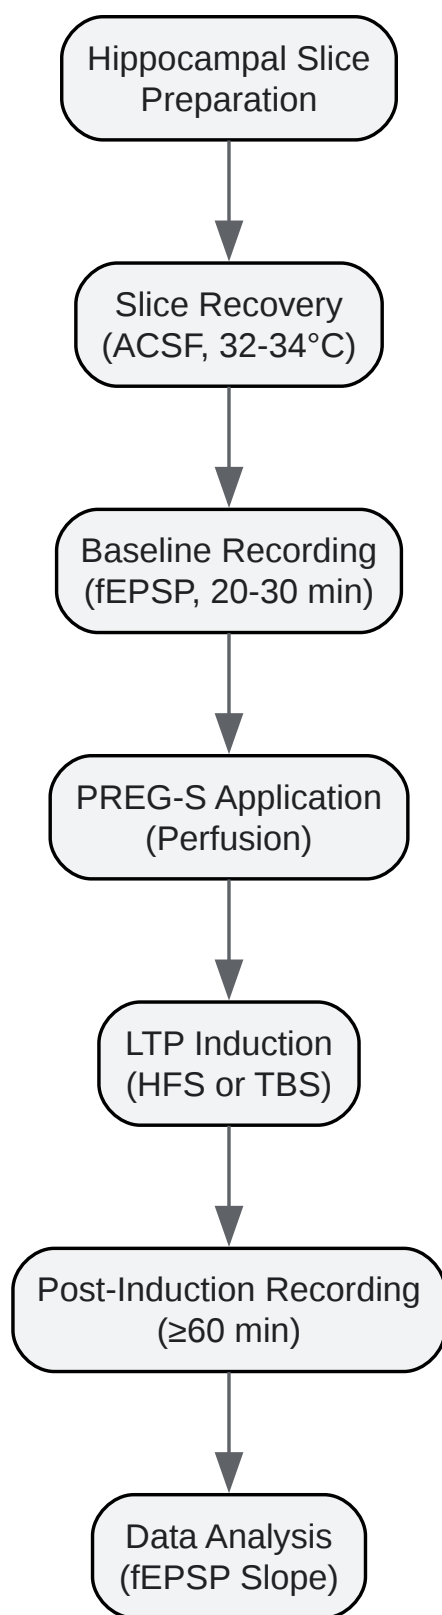 Hippocampal Slice
Preparation
Slice Recovery
(ACSF, 32-34°C)
Baseline Recording
(fEPSP, 20-30 min)
PREG-S Application
(Perfusion)
LTP Induction
(HFS or TBS)
Post-Induction Recording
(≥60 min)
Data Analysis
(fEPSP Slope)